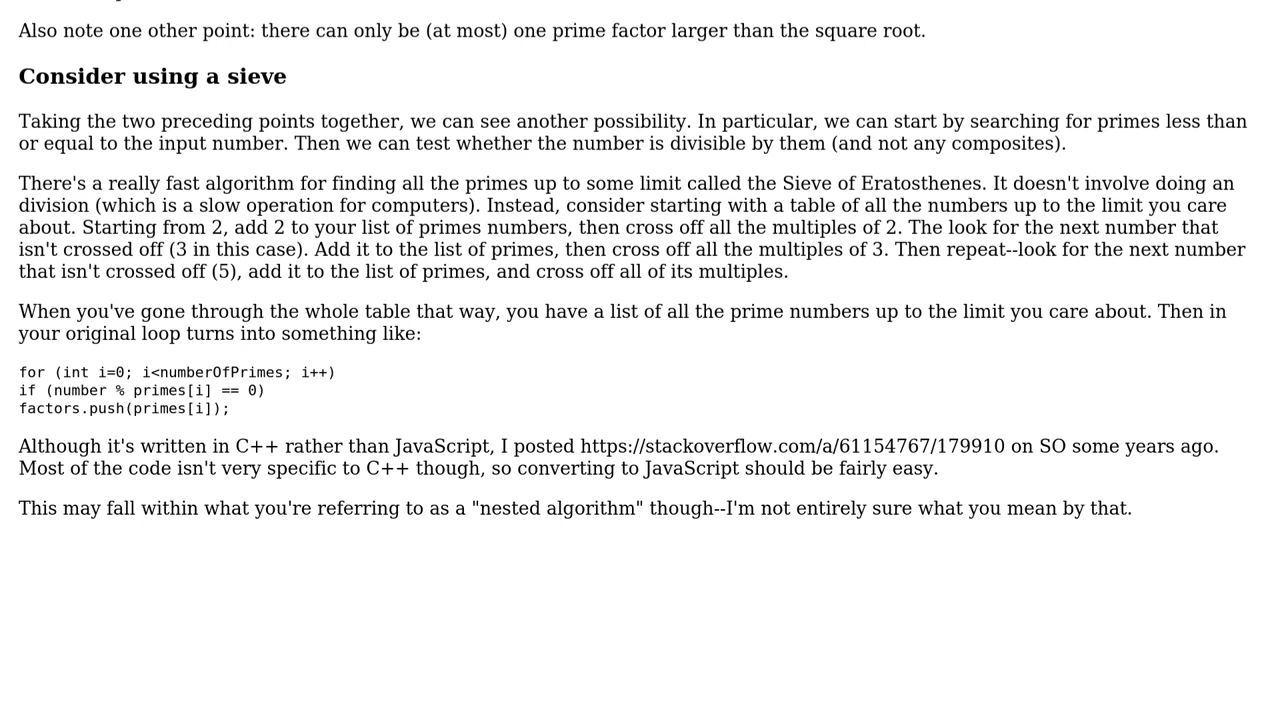 Also note one other point: there can only be (at most) one prime factor larger than the square root.
Consider using a sieve
Taking the two preceding points together, we can see another possibility. In particular, we can start by searching for primes less than
or equal to the input number. Then we can test whether the number is divisible by them (and not any composites).
There's a really fast algorithm for finding all the primes up to some limit called the Sieve of Eratosthenes. It doesn't involve doing an
division (which is a slow operation for computers). Instead, consider starting with a table of all the numbers up to the limit you care
about. Starting from 2, add 2 to your list of primes numbers, then cross off all the multiples of 2. The look for the next number that
isn't crossed off (3 in this case). Add it to the list of primes, then cross off all the multiples of 3. Then repeat--look for the next number
that isn't crossed off (5), add it to the list of primes, and cross off all of its multiples.
When you've gone through the whole table that way, you have a list of all the prime numbers up to the limit you care about. Then in
your original loop turns into something like:
for (int i=0; i<numberOfPrimes; i++)
if (number % primes[i] == 0)
factors.push(primes[i]);
Although it's written in C++ rather than JavaScript, I posted https://stackoverflow.com/a/61154767/179910 on SO some years ago.
Most of the code isn't very specific to C++ though, so converting to JavaScript should be fairly easy.
This may fall within what you're referring to as a "nested algorithm" though--I'm not entirely sure what you mean by that.